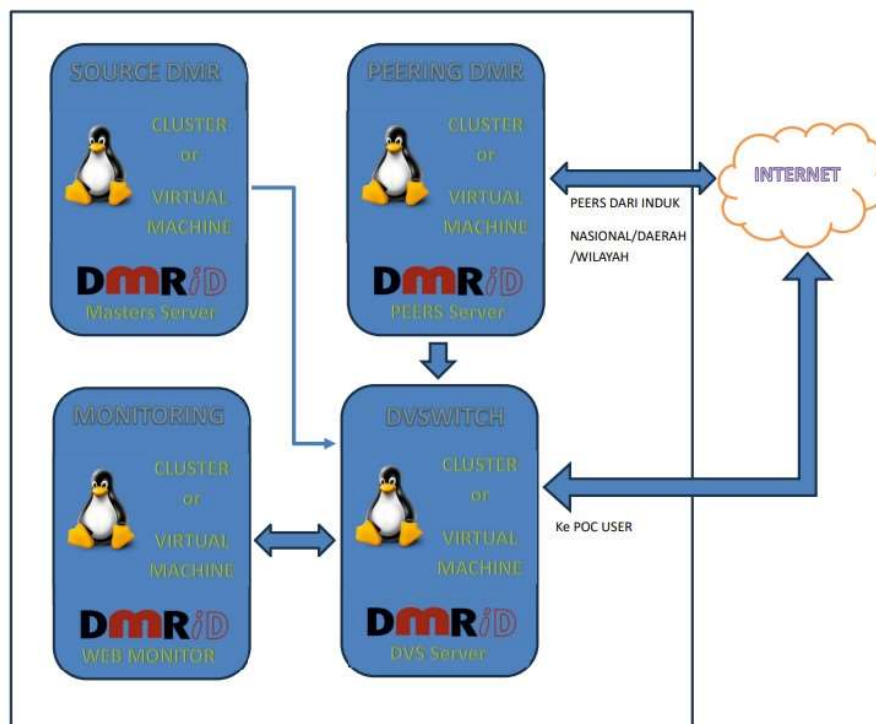 SOURCE DMR
CLUSTER
or
VIRTUAL
MACHINE
DMRiD
Masters Server
PEERING DMR
CLUSTER
or
VIRTUAL
MACHINE
DMRiD
PEERS Server
INTERNET
PEERS DARI INDUK
NASIONAL/DAERAH
/WILAYAH
MONITORING
CLUSTER
or
VIRTUAL
MACHINE
DMRiD
WEB MONITOR
DVSWITCH
CLUSTER
or
VIRTUAL
MACHINE
DMRiD
DVS Server
Ke POC USER